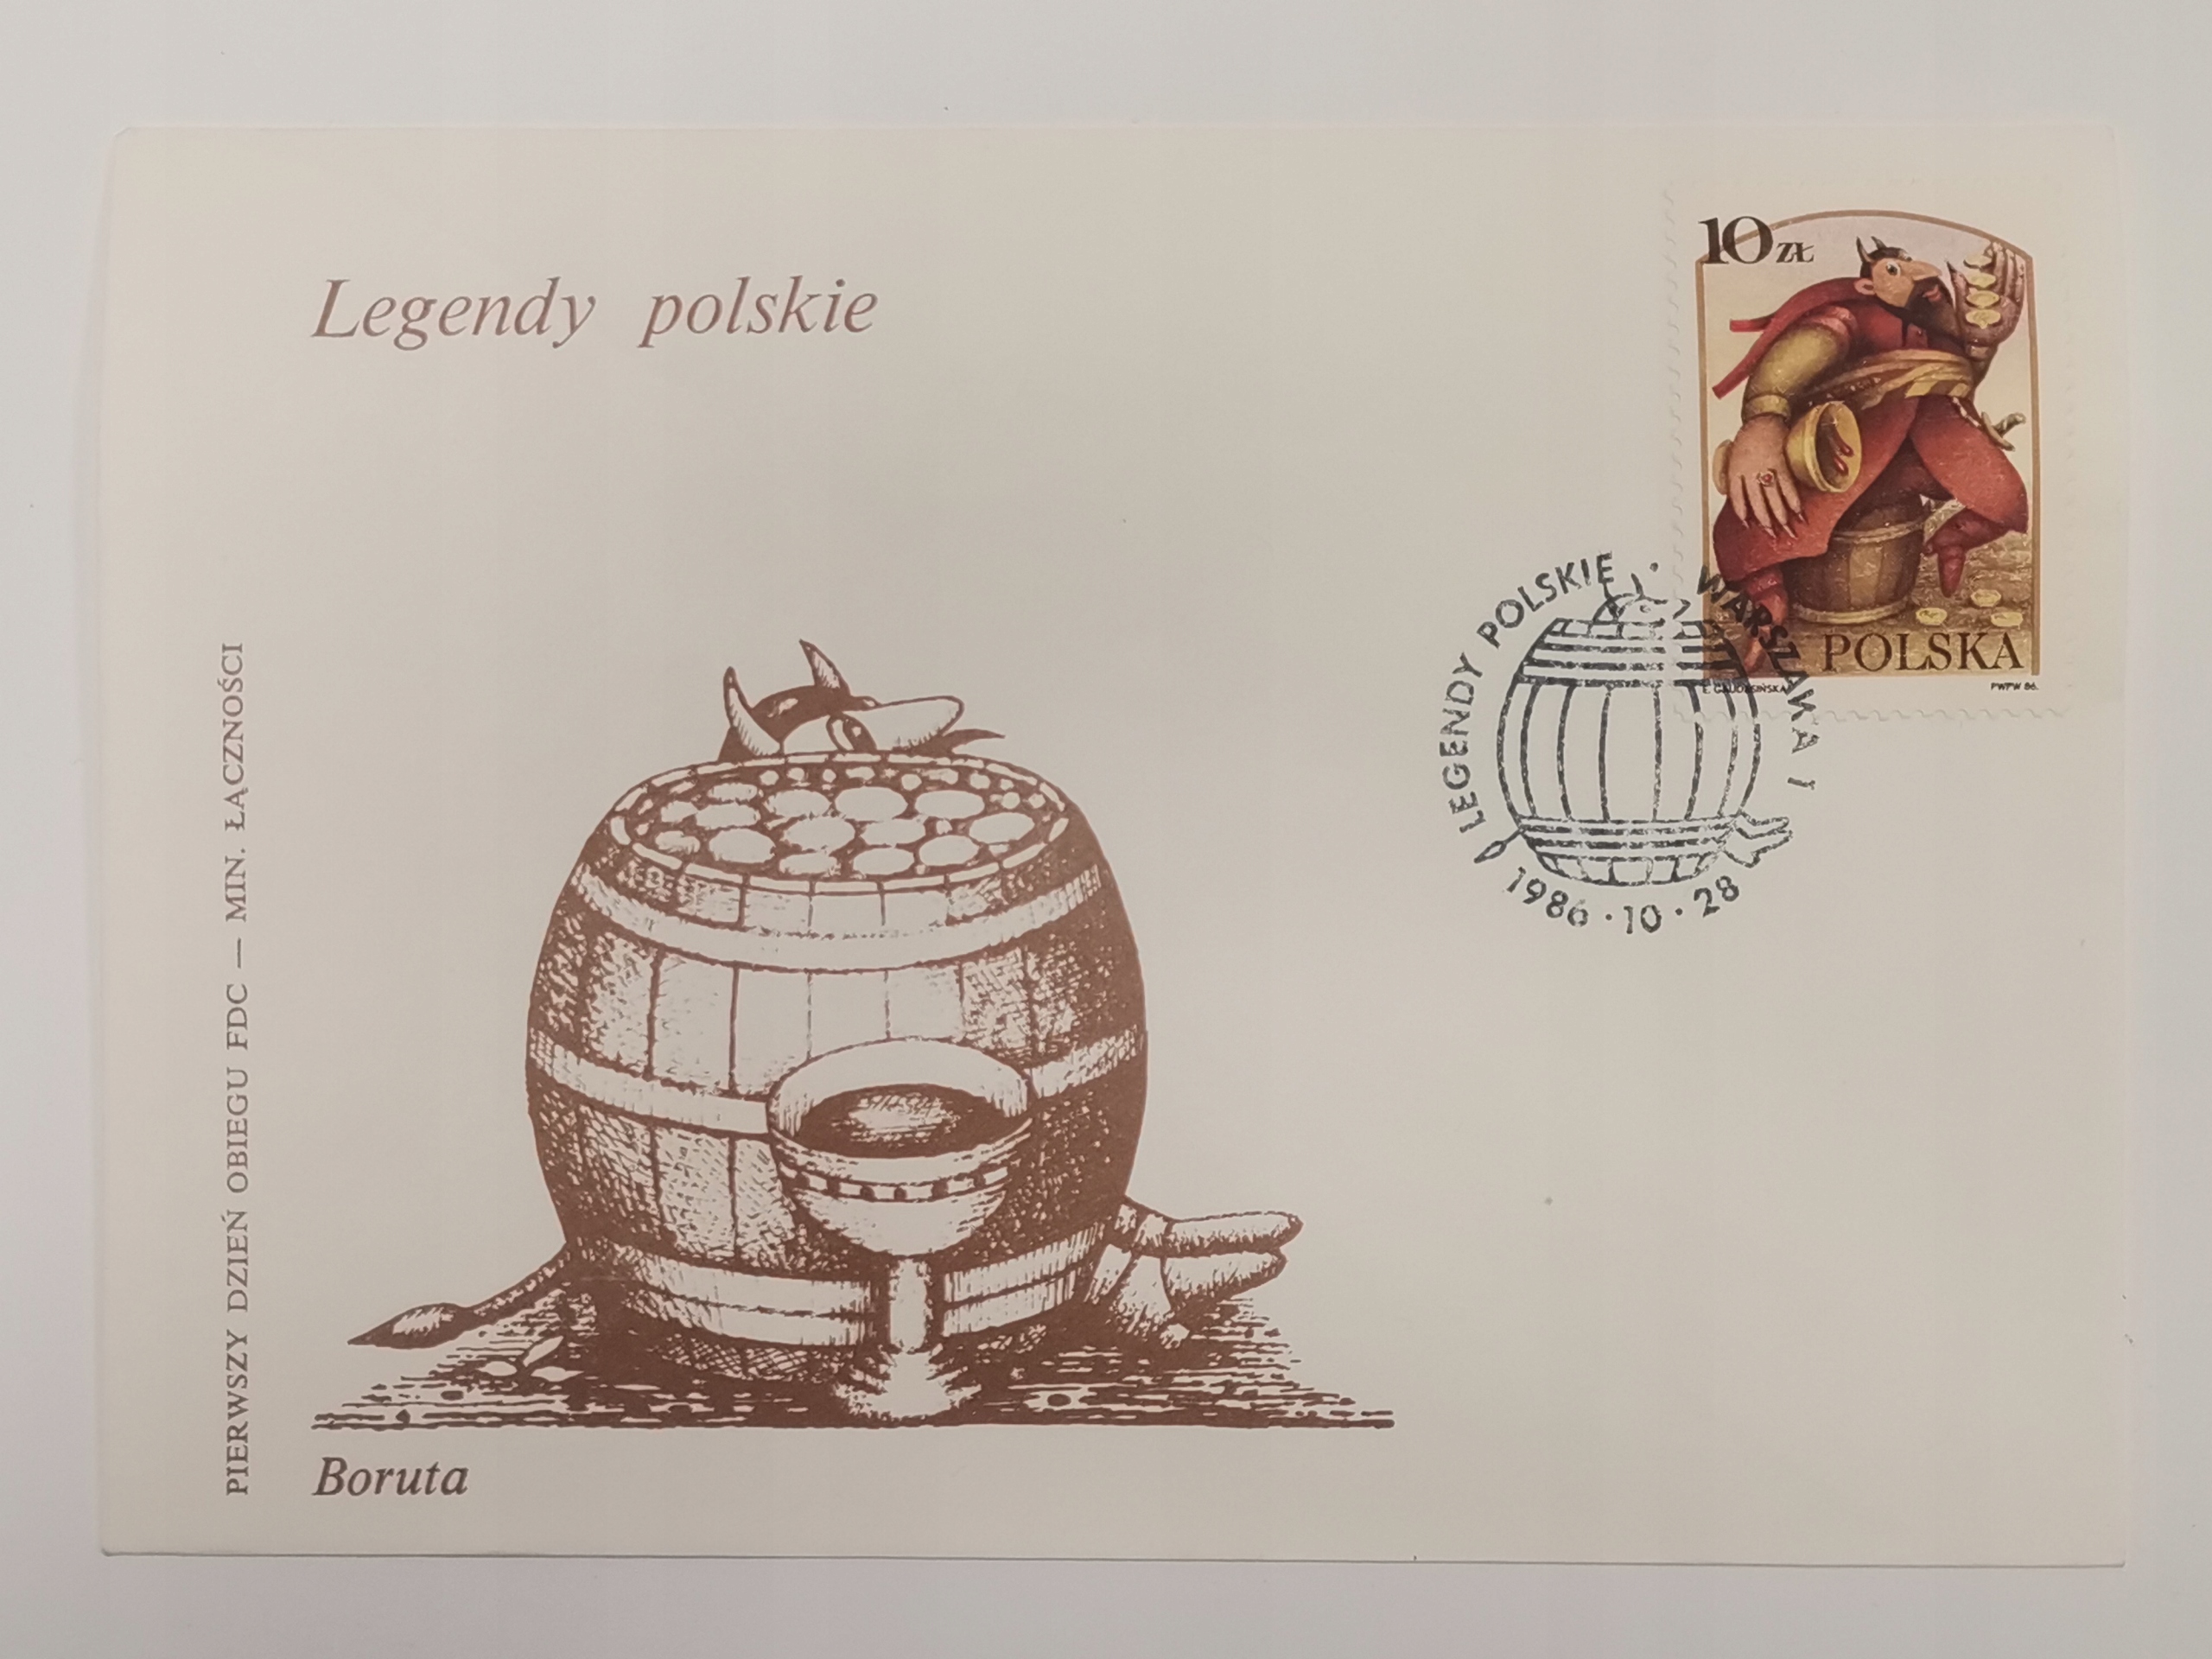 Legendy polskie
10 ZŁ
POLSKA
E. GAUDASIŃSKA
PWPW 86.
LEGENDY POLSKIE · WARSZAWA 1
1986·10·28
PIERWSZY DZIEŃ OBIEGU FDC — MIN. ŁĄCZNOŚCI
Boruta